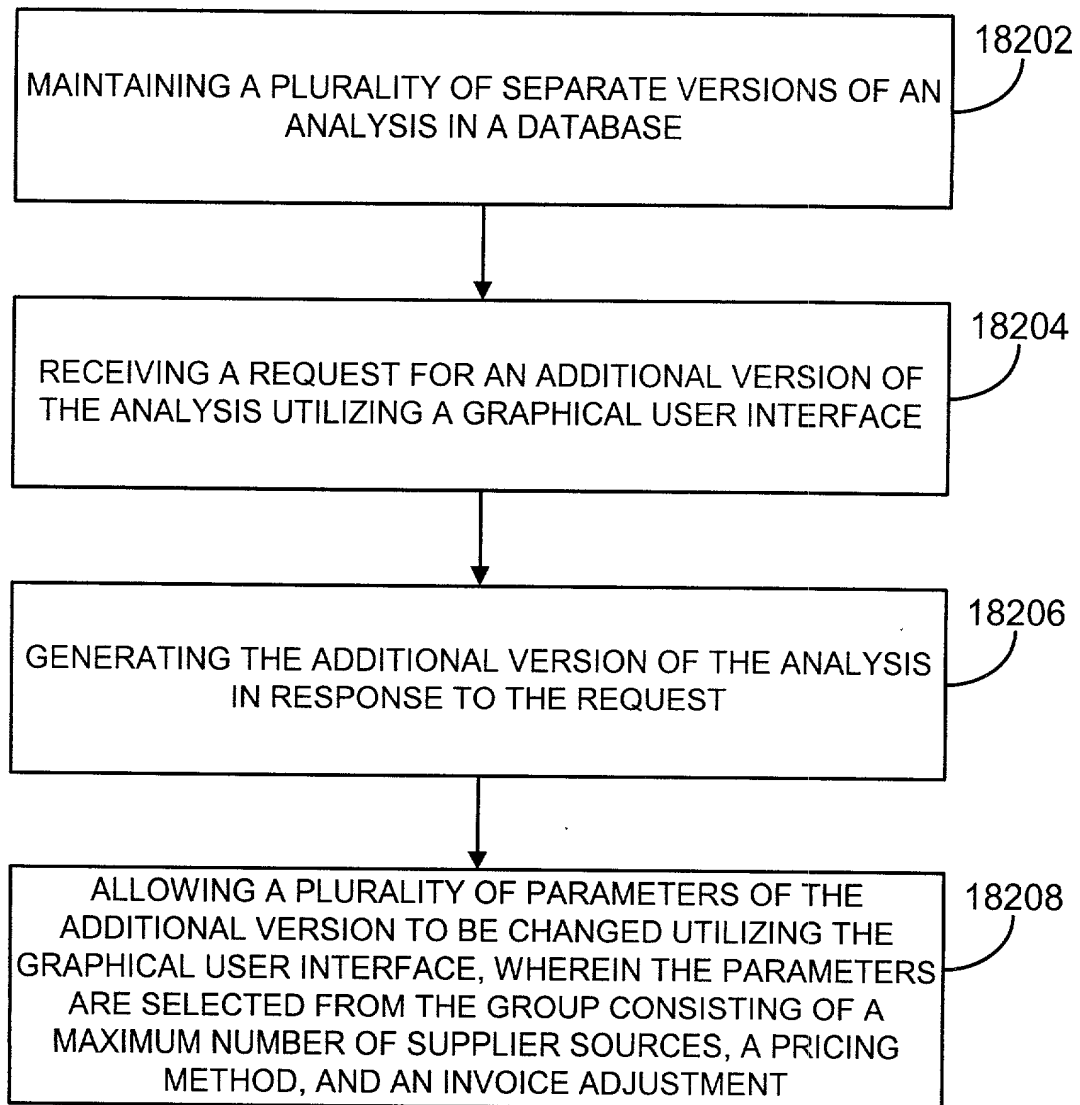 18202
MAINTAINING A PLURALITY OF SEPARATE VERSIONS OF AN
ANALYSIS IN A DATABASE
18204
RECEIVING A REQUEST FOR AN ADDITIONAL VERSION OF
THE ANALYSIS UTILIZING A GRAPHICAL USER INTERFACE
18206
GENERATING THE ADDITIONAL VERSION OF THE ANALYSIS
IN RESPONSE TO THE REQUEST
18208
ALLOWING A PLURALITY OF PARAMETERS OF THE
ADDITIONAL VERSION TO BE CHANGED UTILIZING THE
GRAPHICAL USER INTERFACE, WHEREIN THE PARAMETERS
ARE SELECTED FROM THE GROUP CONSISTING OF A
MAXIMUM NUMBER OF SUPPLIER SOURCES, A PRICING
METHOD, AND AN INVOICE ADJUSTMENT